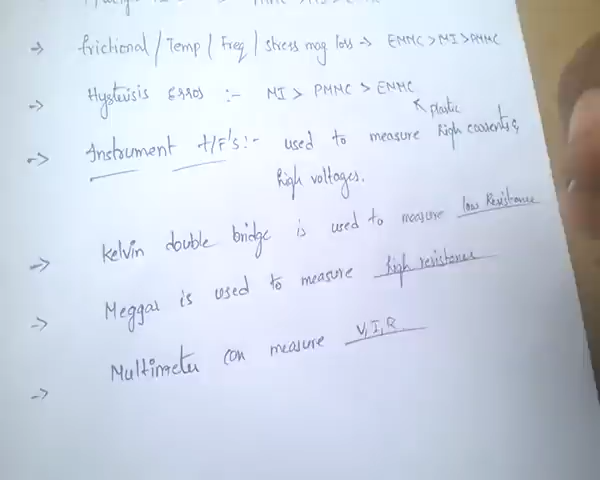 -> frictional / Temp / Freq / stress mag loss -> EMMC > MI > PMMC
-> Hysterisis Error :- MI > PMMC > EMMC
plastic
-> Instrument T/F's :- used to measure high currents &
high voltages.
-> Kelvin double bridge is used to measure low Resistance
-> Meggar is used to measure high resistance
-> Multimeter can measure V, I, R
->